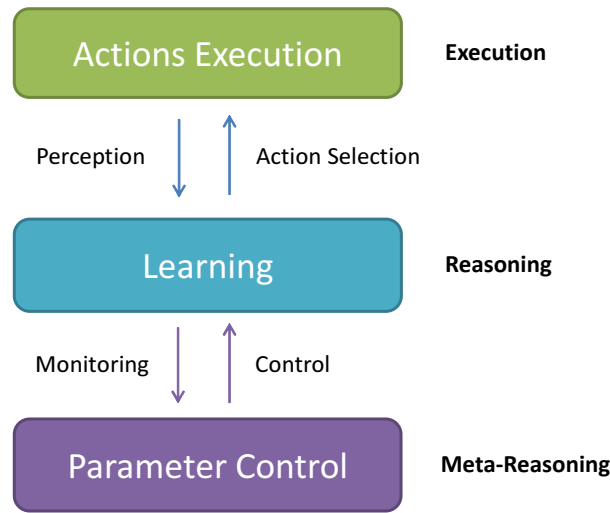 Actions Execution
Execution
Perception
Action Selection
Learning
Reasoning
Monitoring
Control
Parameter Control
Meta-Reasoning